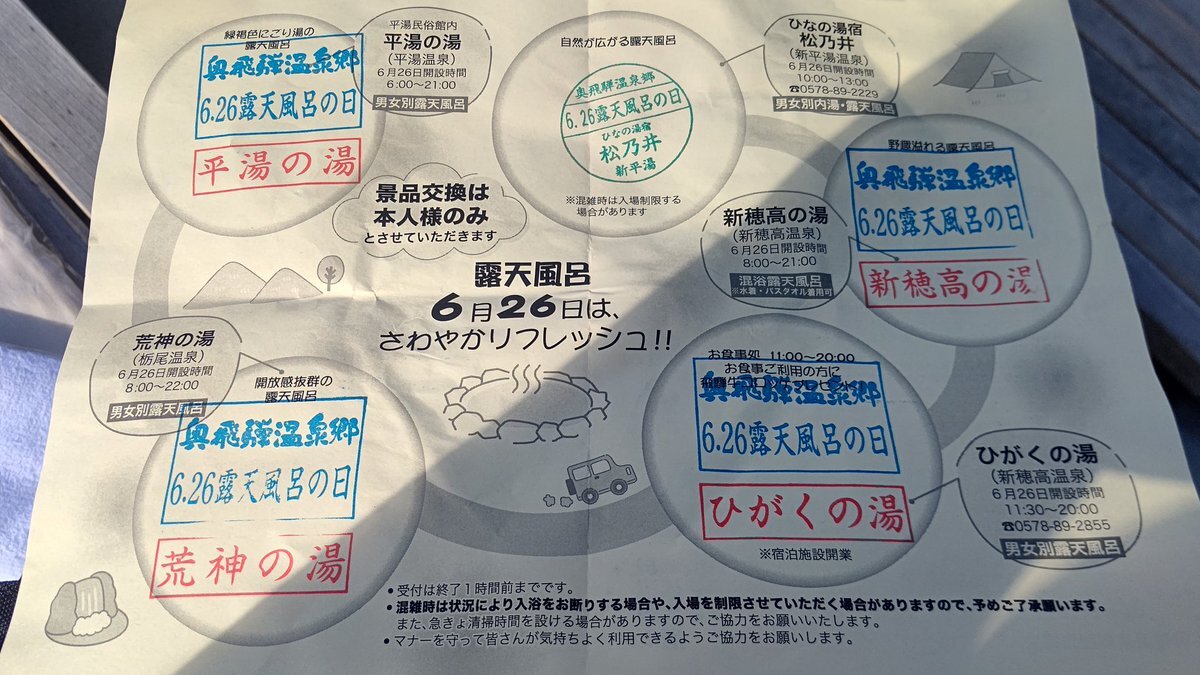 緑褐色にごり湯の
露天風呂
奥飛騨温泉郷
6.26露天風呂の日
平湯の湯
平湯民俗館内
平湯の湯
(平湯温泉)
6月26日開設時間
6:00〜21:00
男女別露天風呂
自然が広がる露天風呂
奥飛騨温泉郷
6.26露天風呂の日
ひなの湯宿
松乃井
新平湯
※混雑時は入場制限する
場合があります
ひなの湯宿
松乃井
(新平湯温泉)
6月26日開設時間
10:00〜13:00
☎0578-89-2229
男女別内湯・露天風呂
景品交換は
本人様のみ
とさせていただきます
野趣溢れる露天風呂
奥飛騨温泉郷
6.26露天風呂の日
新穂高の湯
新穂高の湯
(新穂高温泉)
6月26日開設時間
8:00〜21:00
混浴露天風呂
※水着・バスタオル着用可
露天風呂
6月26日は、
さわやかリフレッシュ!!
荒神の湯
(栃尾温泉)
6月26日開設時間
8:00〜22:00
男女別露天風呂
開放感抜群の
露天風呂
奥飛騨温泉郷
6.26露天風呂の日
荒神の湯
お食事処 11:00〜20:00
お食事ご利用の方に
奥飛騨温泉郷
6.26露天風呂の日
ひがくの湯
※宿泊施設開業
ひがくの湯
(新穂高温泉)
6月26日開設時間
11:30〜20:00
☎0578-89-2855
男女別露天風呂
• 受付は終了1時間前までです。
• 混雑時は状況により入浴をお断りする場合や、入場を制限させていただく場合がありますので、予めご了承願います。
また、急きょ清掃時間を設ける場合がありますので、ご協力をお願いいたします。
• マナーを守って皆さんが気持ちよく利用できるようご協力をお願いします。